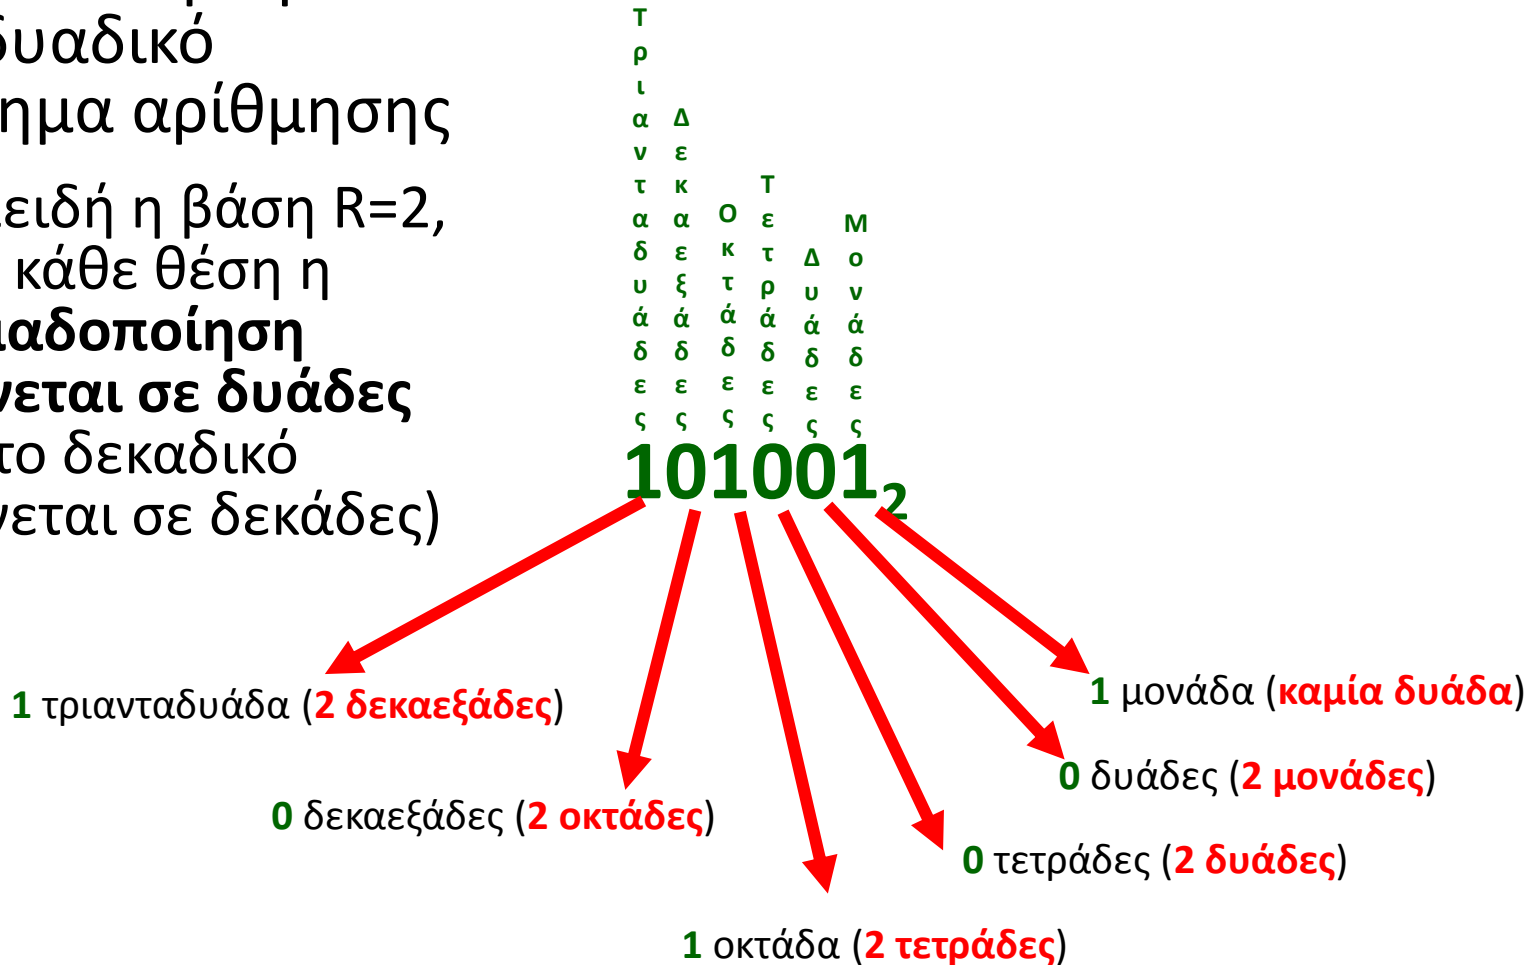 δυαδικό
ημα αρίθμησης
ειδή η βάση R=2,
κάθε θέση η
ιαδοποίηση
νεται σε δυάδες
το δεκαδικό
νεται σε δεκάδες)
Τριανταδυάδες
Δεκαεξάδες
Οκτάδες
Τετράδες
Δυάδες
Μονάδες
101001₂
1 τριανταδυάδα (2 δεκαεξάδες)
0 δεκαεξάδες (2 οκτάδες)
1 οκτάδα (2 τετράδες)
0 τετράδες (2 δυάδες)
0 δυάδες (2 μονάδες)
1 μονάδα (καμία δυάδα)